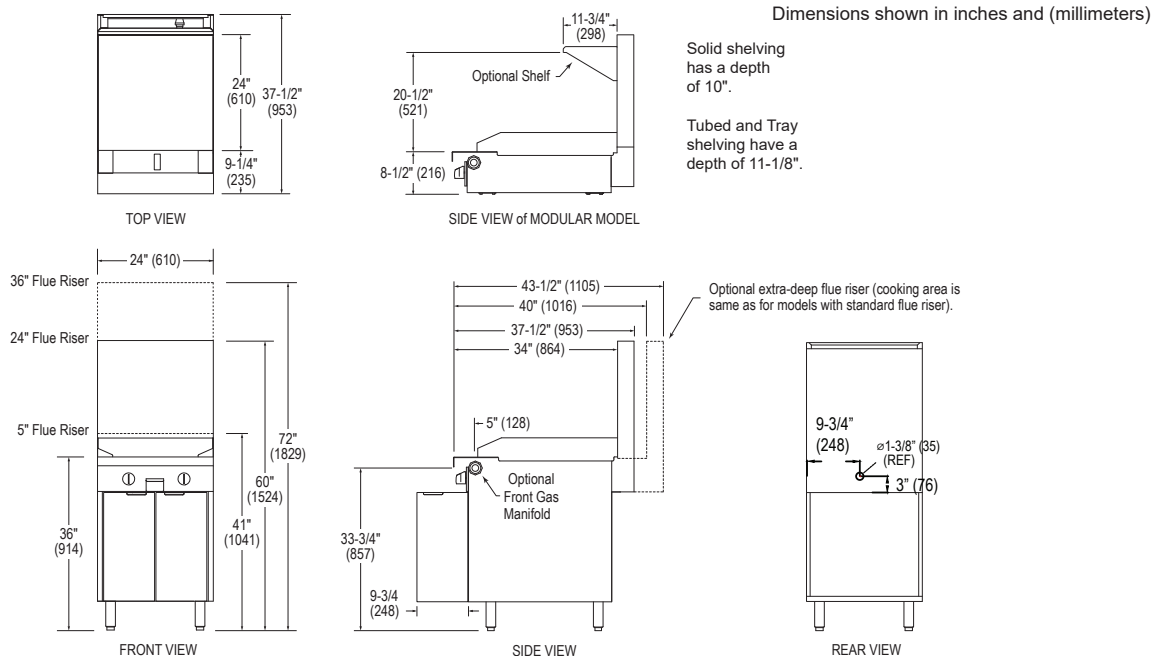 Dimensions shown in inches and (millimeters)
11-3/4"
(298)
Solid shelving
has a depth
of 10".
Optional Shelf
24"
(610)
37-1/2"
(953)
20-1/2"
(521)
Tubed and Tray
shelving have a
depth of 11-1/8".
9-1/4"
(235)
8-1/2" (216)
TOP VIEW
SIDE VIEW of MODULAR MODEL
24" (610)
36" Flue Riser
24" Flue Riser
5" Flue Riser
72"
(1829)
60"
(1524)
41"
(1041)
36"
(914)
FRONT VIEW
43-1/2" (1105)
40" (1016)
37-1/2" (953)
34" (864)
Optional extra-deep flue riser (cooking area is
same as for models with standard flue riser).
5" (128)
Optional
Front Gas
Manifold
33-3/4"
(857)
9-3/4
(248)
SIDE VIEW
9-3/4”
(248)
⌀1-3/8” (35)
(REF)
3” (76)
REAR VIEW